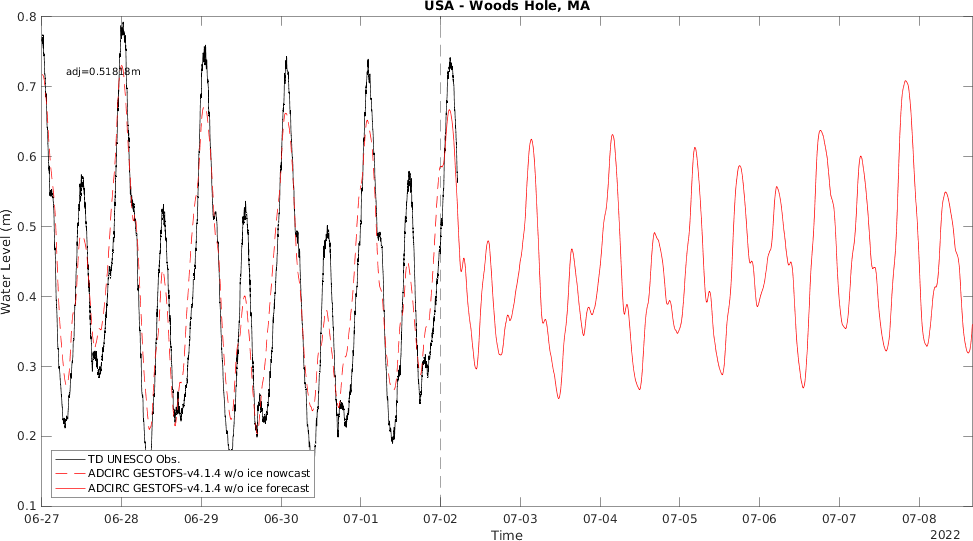 USA - Woods Hole, MA
0.8
0.7
0.6
0.5
0.4
0.3
0.2
0.1
Water Level (m)
adj=0.51818m
TD UNESCO Obs.
ADCIRC GESTOFS-v4.1.4 w/o ice nowcast
ADCIRC GESTOFS-v4.1.4 w/o ice forecast
06-27 06-28 06-29 06-30 07-01 07-02 07-03 07-04 07-05 07-06 07-07 07-08
Time
2022